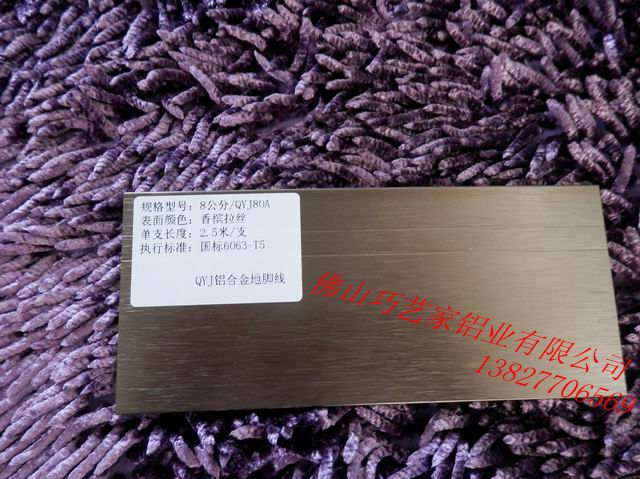 规格型号：8公分/QYJ80A
表面颜色：香槟拉丝
单支长度：2.5米/支
执行标准：国标6063-T5
QYJ铝合金地脚线
佛山巧艺家铝业有限公司
13827706569